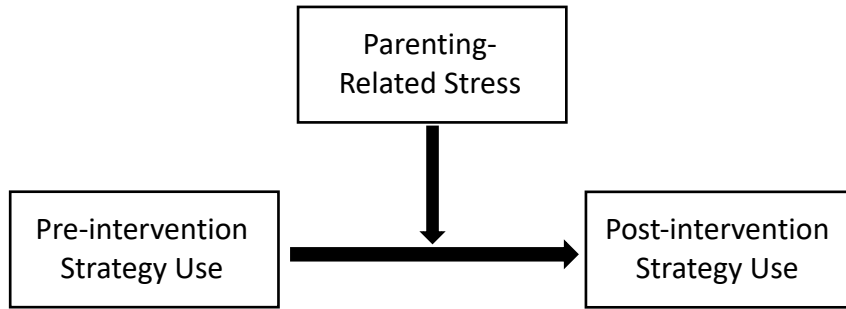 Parenting-
Related Stress
Pre-intervention
Strategy Use
Post-intervention
Strategy Use